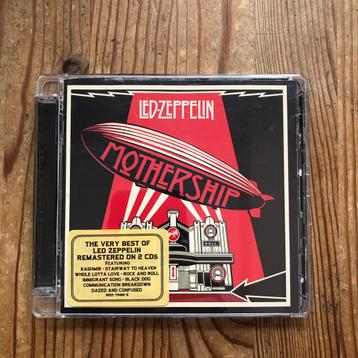 LED-ZEPPELIN
MOTHERSHIP
THE VERY BEST OF
LED ZEPPELIN
REMASTERED ON 2 CDs
FEATURING
KASHMIR • STAIRWAY TO HEAVEN
WHOLE LOTTA LOVE • ROCK AND ROLL
IMMIGRANT SONG • BLACK DOG
COMMUNICATION BREAKDOWN
DAZED AND CONFUSED